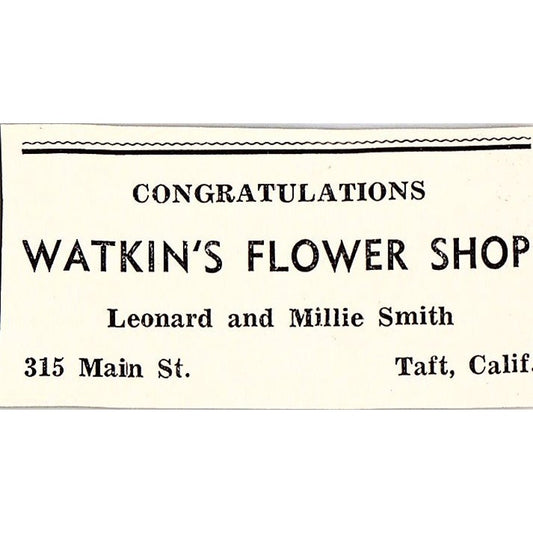 CONGRATULATIONS
WATKIN'S FLOWER SHOP
Leonard and Millie Smith
315 Main St. Taft, Calif.